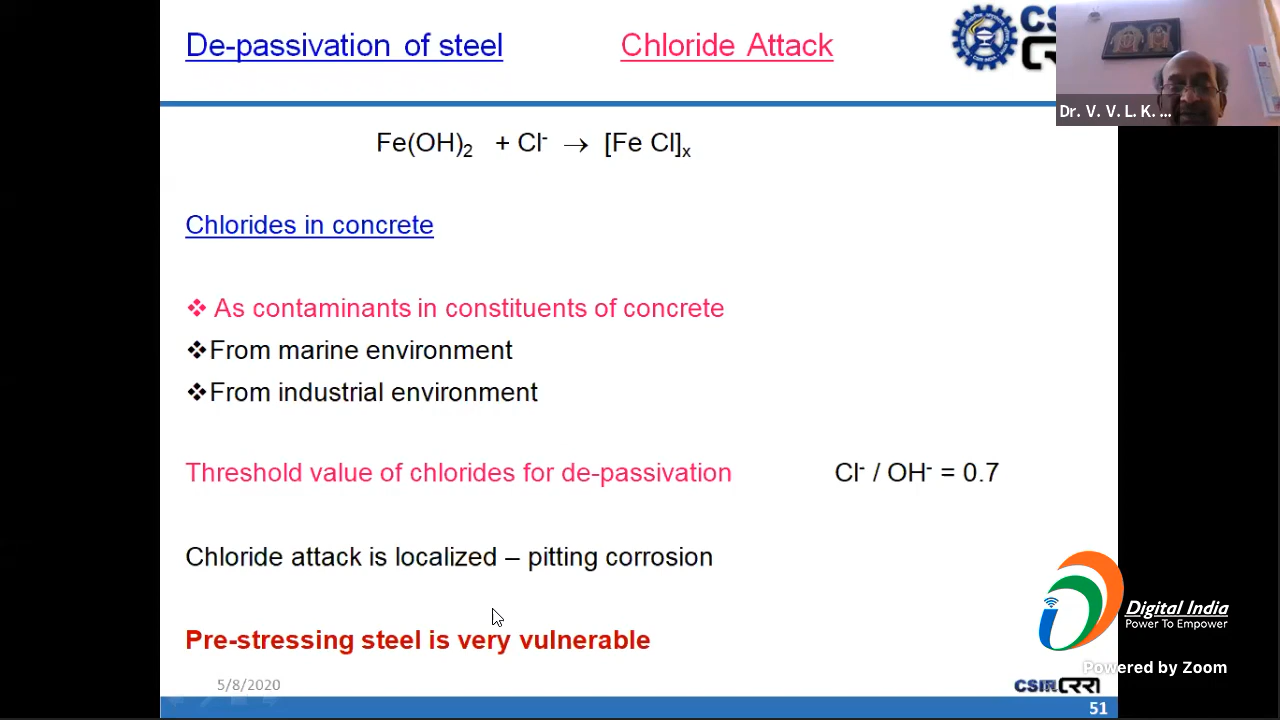 De-passivation of steel Chloride Attack
Dr. V. V. L. K. ...
Fe(OH)2 + Cl- → [Fe Cl]x
Chlorides in concrete
❖ As contaminants in constituents of concrete
❖From marine environment
❖From industrial environment
Threshold value of chlorides for de-passivation Cl- / OH- = 0.7
Chloride attack is localized – pitting corrosion
Pre-stressing steel is very vulnerable
Digital India
Power To Empower
Powered by Zoom
5/8/2020
CSIR CRRI
51